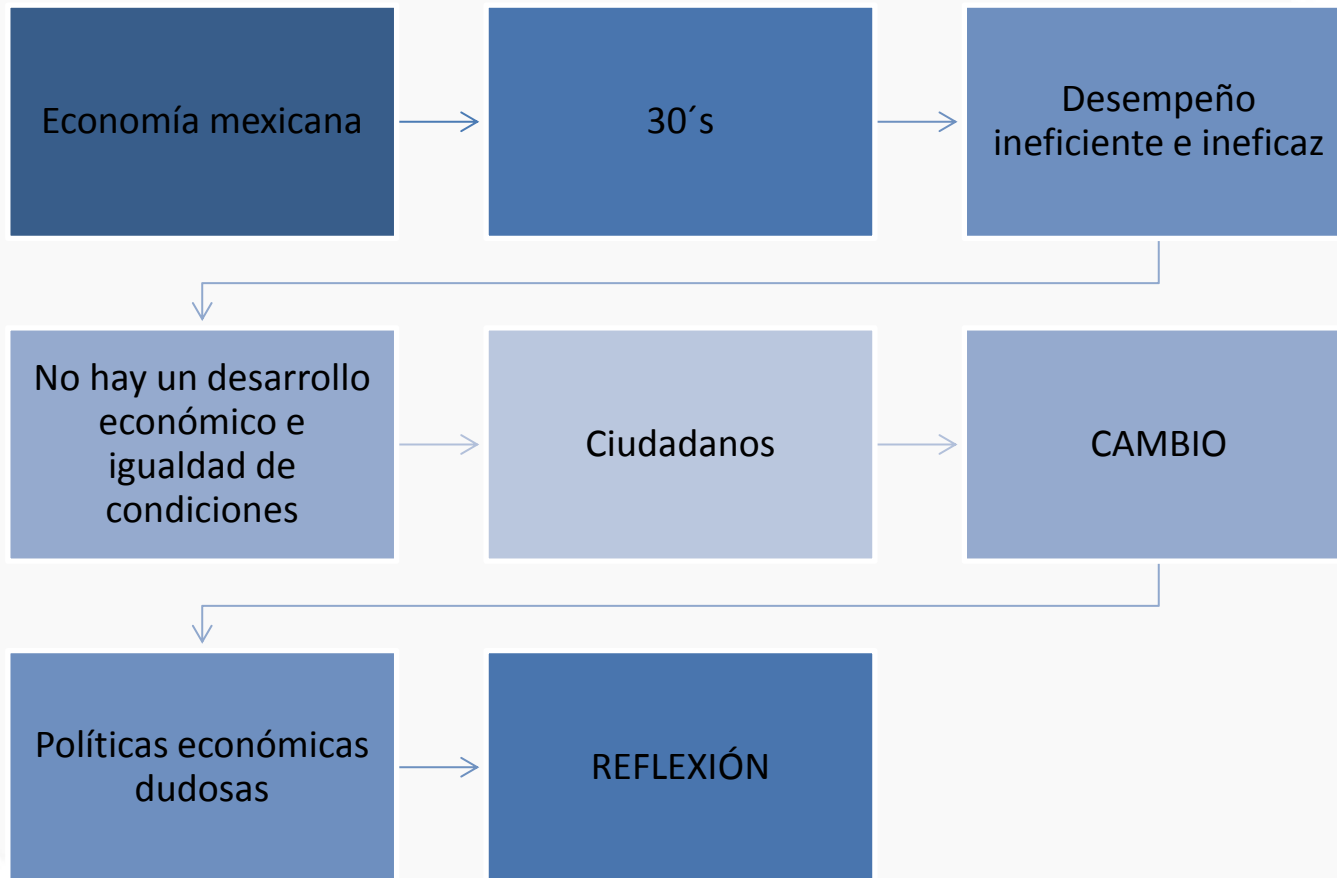 Economía mexicana
30´s
Desempeño
ineficiente e ineficaz
No hay un desarrollo
económico e
igualdad de
condiciones
Ciudadanos
CAMBIO
Políticas económicas
dudosas
REFLEXIÓN